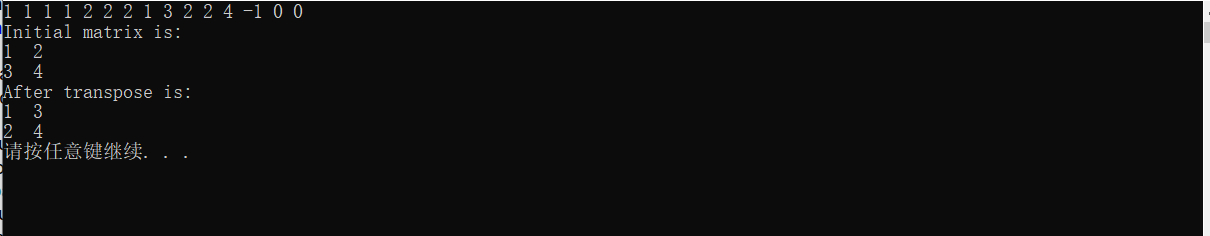 1 1 1 1 2 2 2 1 3 2 2 4 -1 0 0
Initial matrix is:
1  2
3  4
After transpose is:
1  3
2  4
请按任意键继续. . .